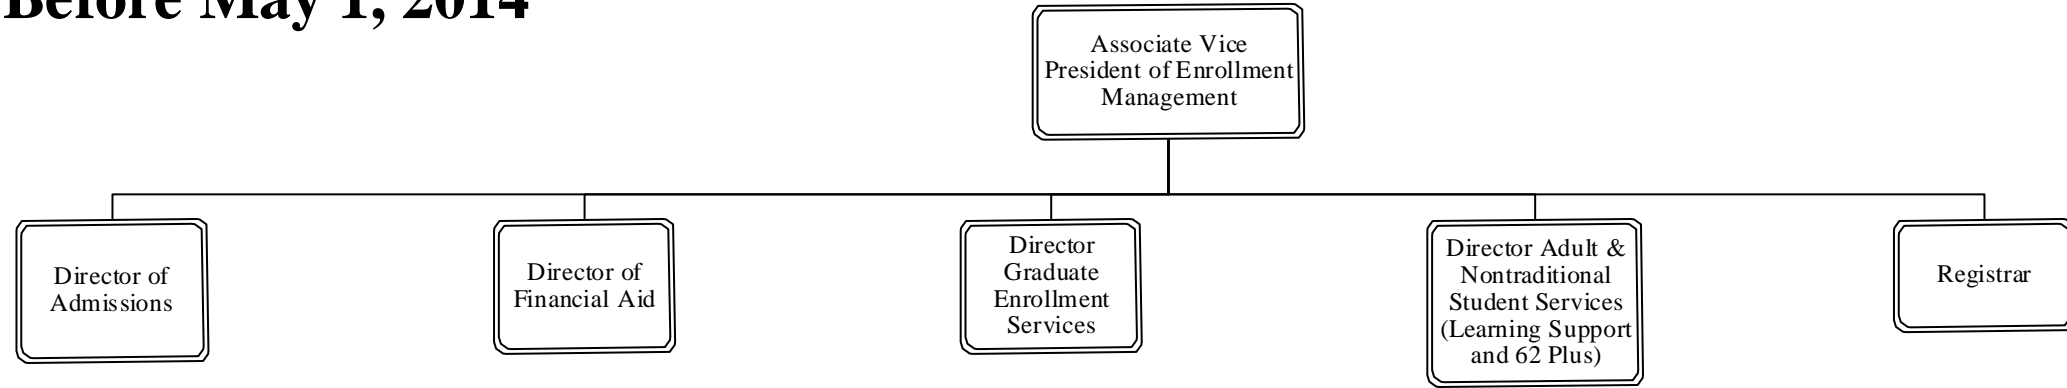 Before May 1, 2014
Associate Vice
President of Enrollment
Management
Director of
Admissions
Director of
Financial Aid
Director
Graduate
Enrollment
Services
Director Adult &
Nontraditional
Student Services
(Learning Support
and 62 Plus)
Registrar